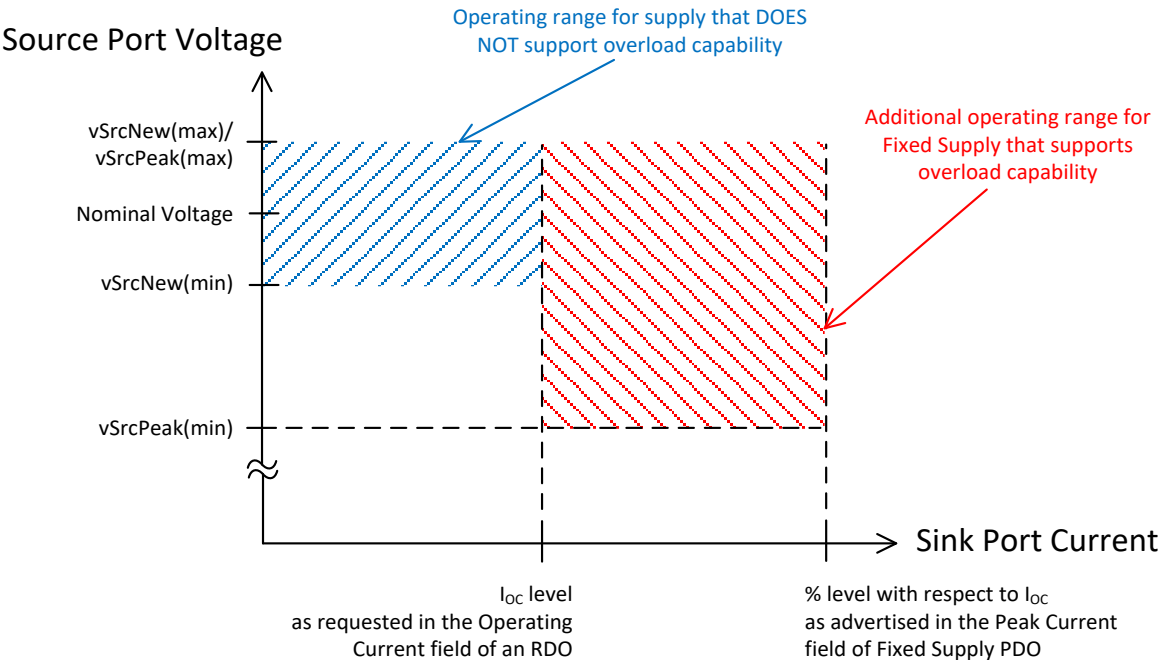 Operating range for supply that DOES
NOT support overload capability
Source Port Voltage
Additional operating range for
Fixed Supply that supports
overload capability
vSrcNew(max)/
vSrcPeak(max)
Nominal Voltage
vSrcNew(min)
vSrcPeak(min)
Sink Port Current
IOC level
as requested in the Operating
Current field of an RDO
% level with respect to IOC
as advertised in the Peak Current
field of Fixed Supply PDO